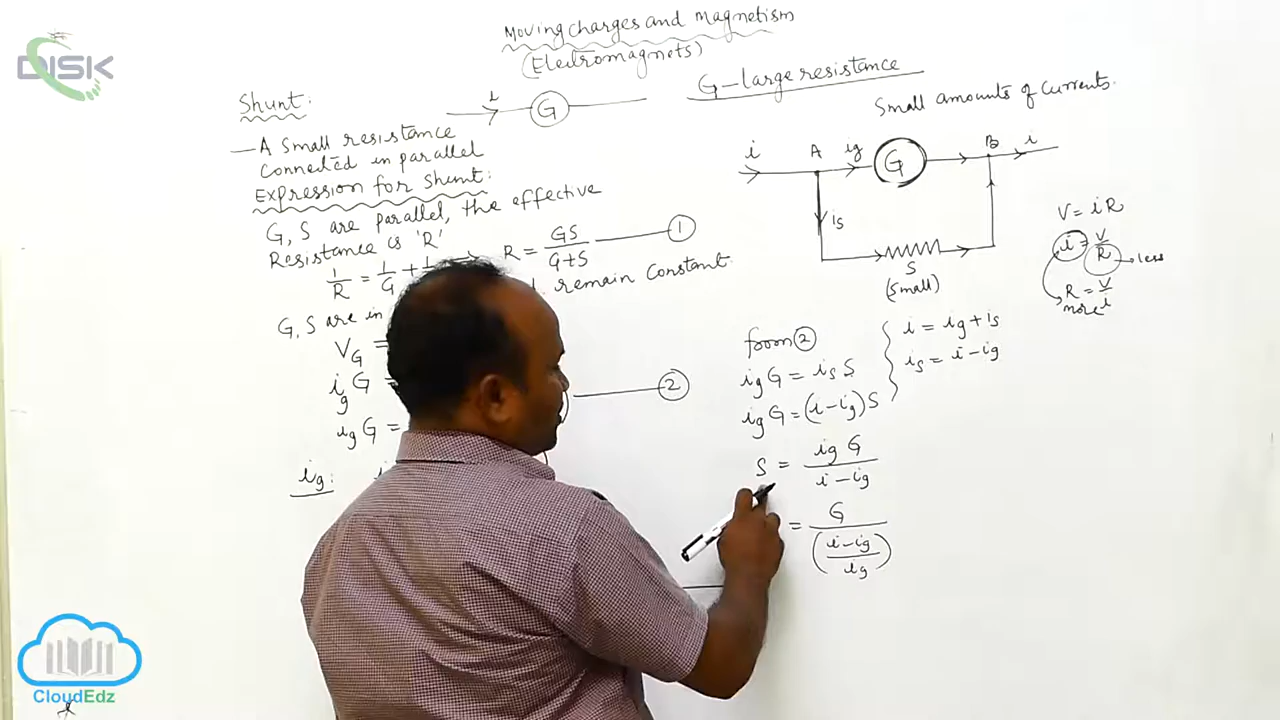 Moving charges and Magnetism
(Electromagnets)
DISK
G-large resistance
Small amounts of currents.
Shunt:
i
G
— A Small resistance
connected in parallel
Expression for Shunt:
G, S are parallel, the effective
Resistance is 'R'
1/R = 1/G + R = GS/G+S ①
remain Constant
G, S are in
V_G =
i_g G = ②
i_g G =
i_g:
i A i_g G B i
i_s
S
(small)
V = iR
i = V/R less
R = V/i
more
from ②
i_g G = i_s S
i_g G = (i-i_g)S
i = i_g + i_s
i_s = i - i_g
S = i_g G / i - i_g
= G / (i-i_g / i_g)
CloudEdz